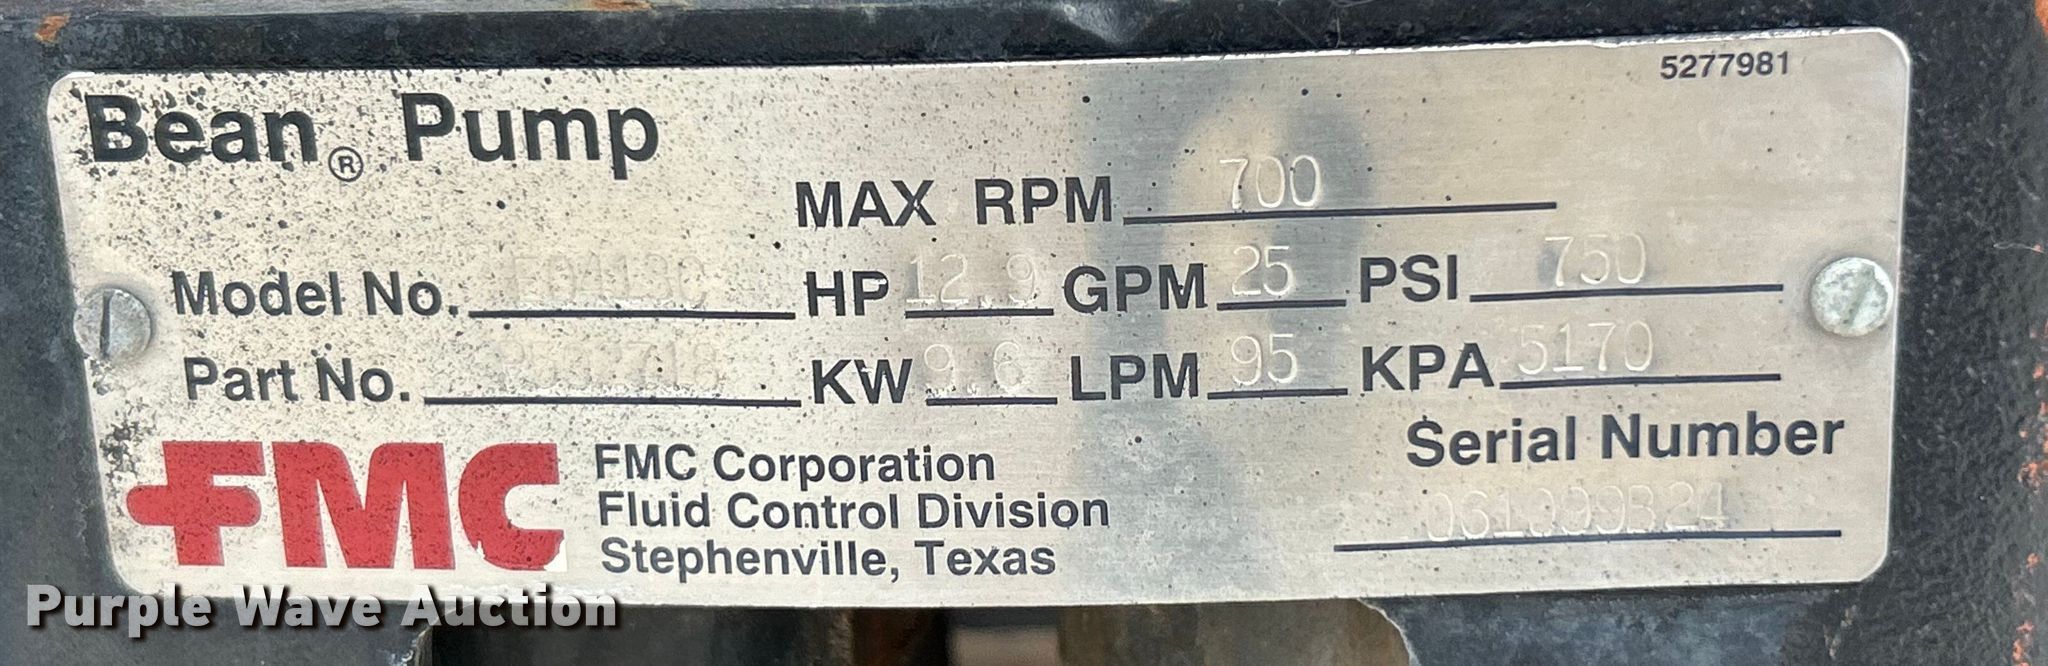 5277981
Bean® Pump
MAX RPM 700
Model No. HP 12.9 GPM 25 PSI 750
Part No. KW 9.6 LPM 95 KPA 5170
Serial Number
FMC FMC Corporation
Fluid Control Division
Stephenville, Texas
Purple Wave Auction